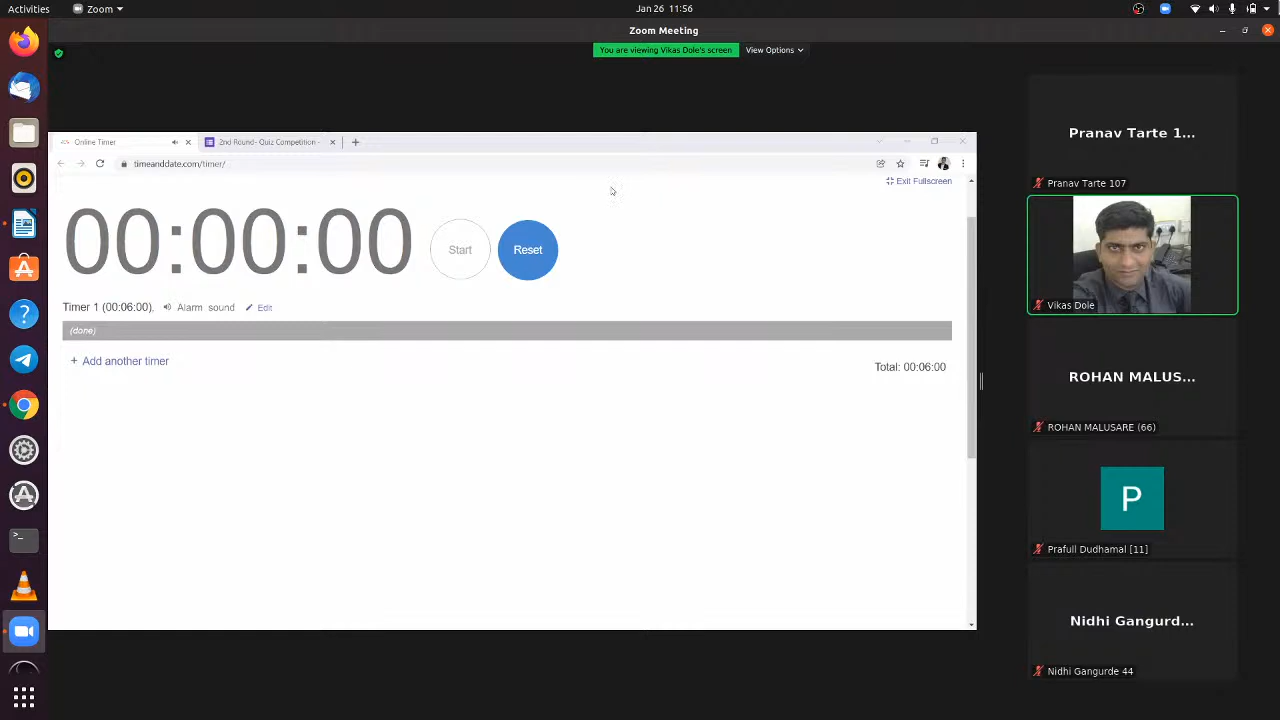 Activities
Zoom
Jan 26 11:56
Zoom Meeting
You are viewing Vikas Dole's screen
View Options
Online Timer
2nd Round- Quiz Competition -
timeanddate.com/timer/
Exit Fullscreen
00:00:00
Start
Reset
Timer 1 (00:06:00),
Alarm sound
Edit
(done)
+ Add another timer
Total: 00:06:00
Pranav Tarte 1...
Pranav Tarte 107
Vikas Dole
ROHAN MALUS...
ROHAN MALUSARE (66)
P
Prafull Dudhamal [11]
Nidhi Gangurd...
Nidhi Gangurde 44